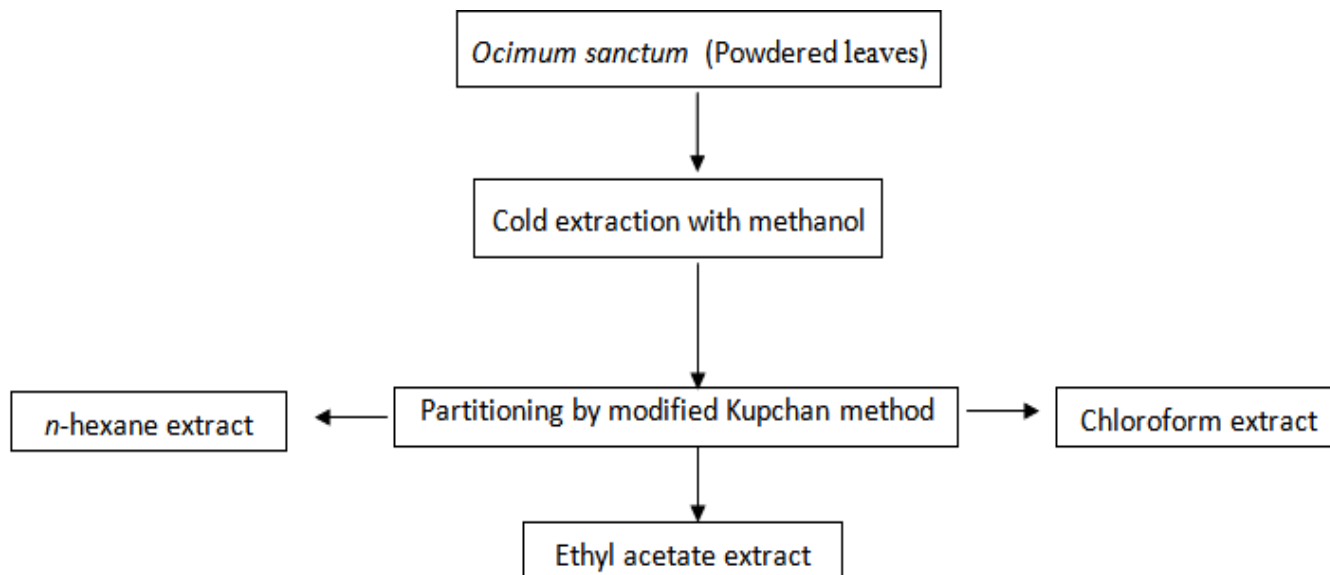 Ocimum sanctum (Powdered leaves)
Cold extraction with methanol
Partitioning by modified Kupchan method
n-hexane extract
Chloroform extract
Ethyl acetate extract